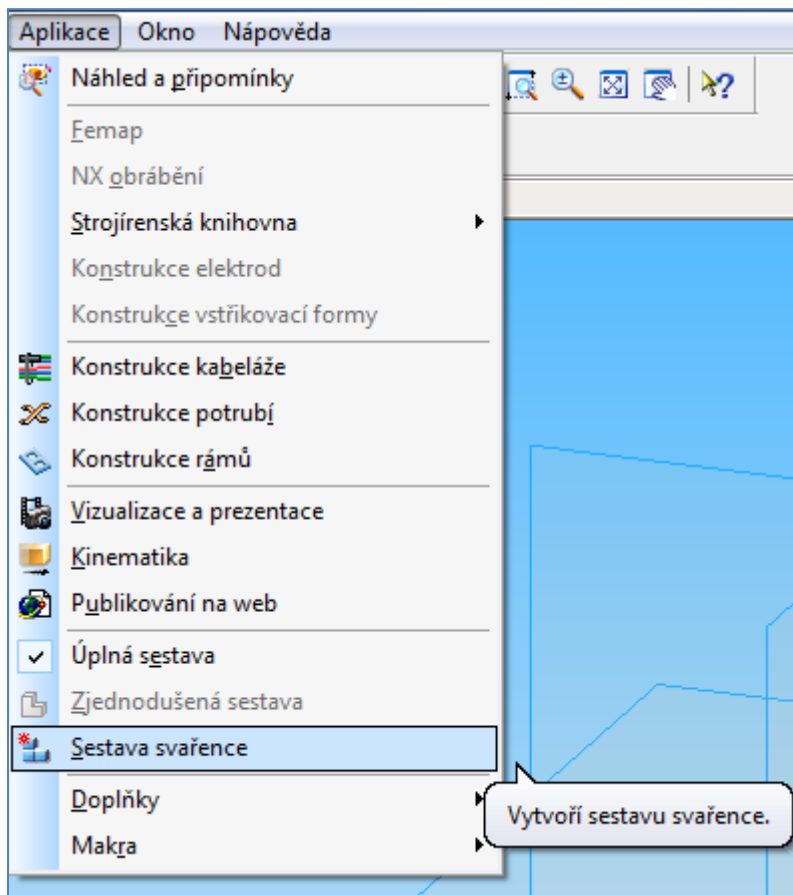 Aplikace Okno Nápověda
Náhled a připomínky
Femap
NX obrábění
Strojírenská knihovna
Konstrukce elektrod
Konstrukce vstřikovací formy
Konstrukce kabeláže
Konstrukce potrubí
Konstrukce rámů
Vizualizace a prezentace
Kinematika
Publikování na web
Úplná sestava
Zjednodušená sestava
Sestava svařence
Vytvoří sestavu svařence.
Doplňky
Makra